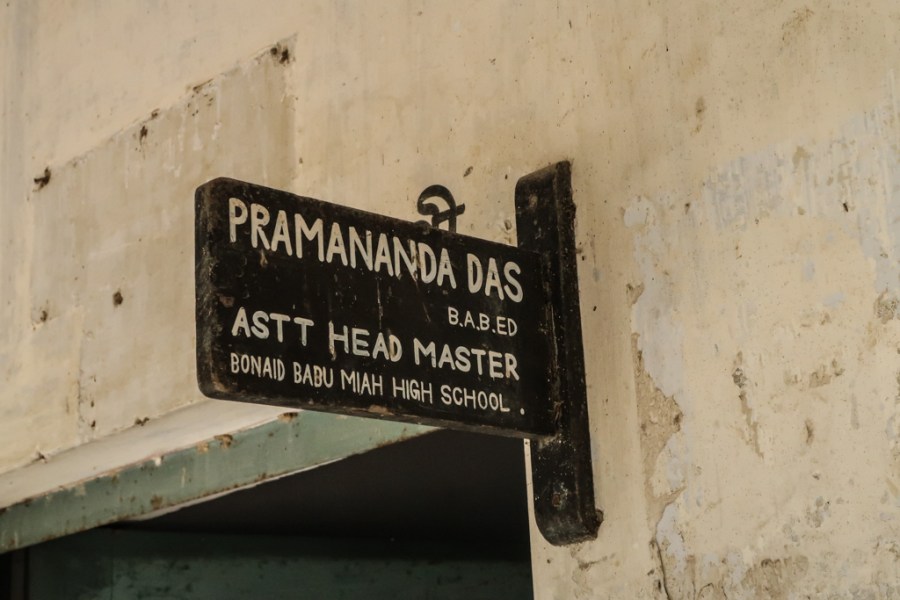 PRAMANANDA DAS
B.A.B.ED
ASTT HEAD MASTER
BONAID BABU MIAH HIGH SCHOOL .